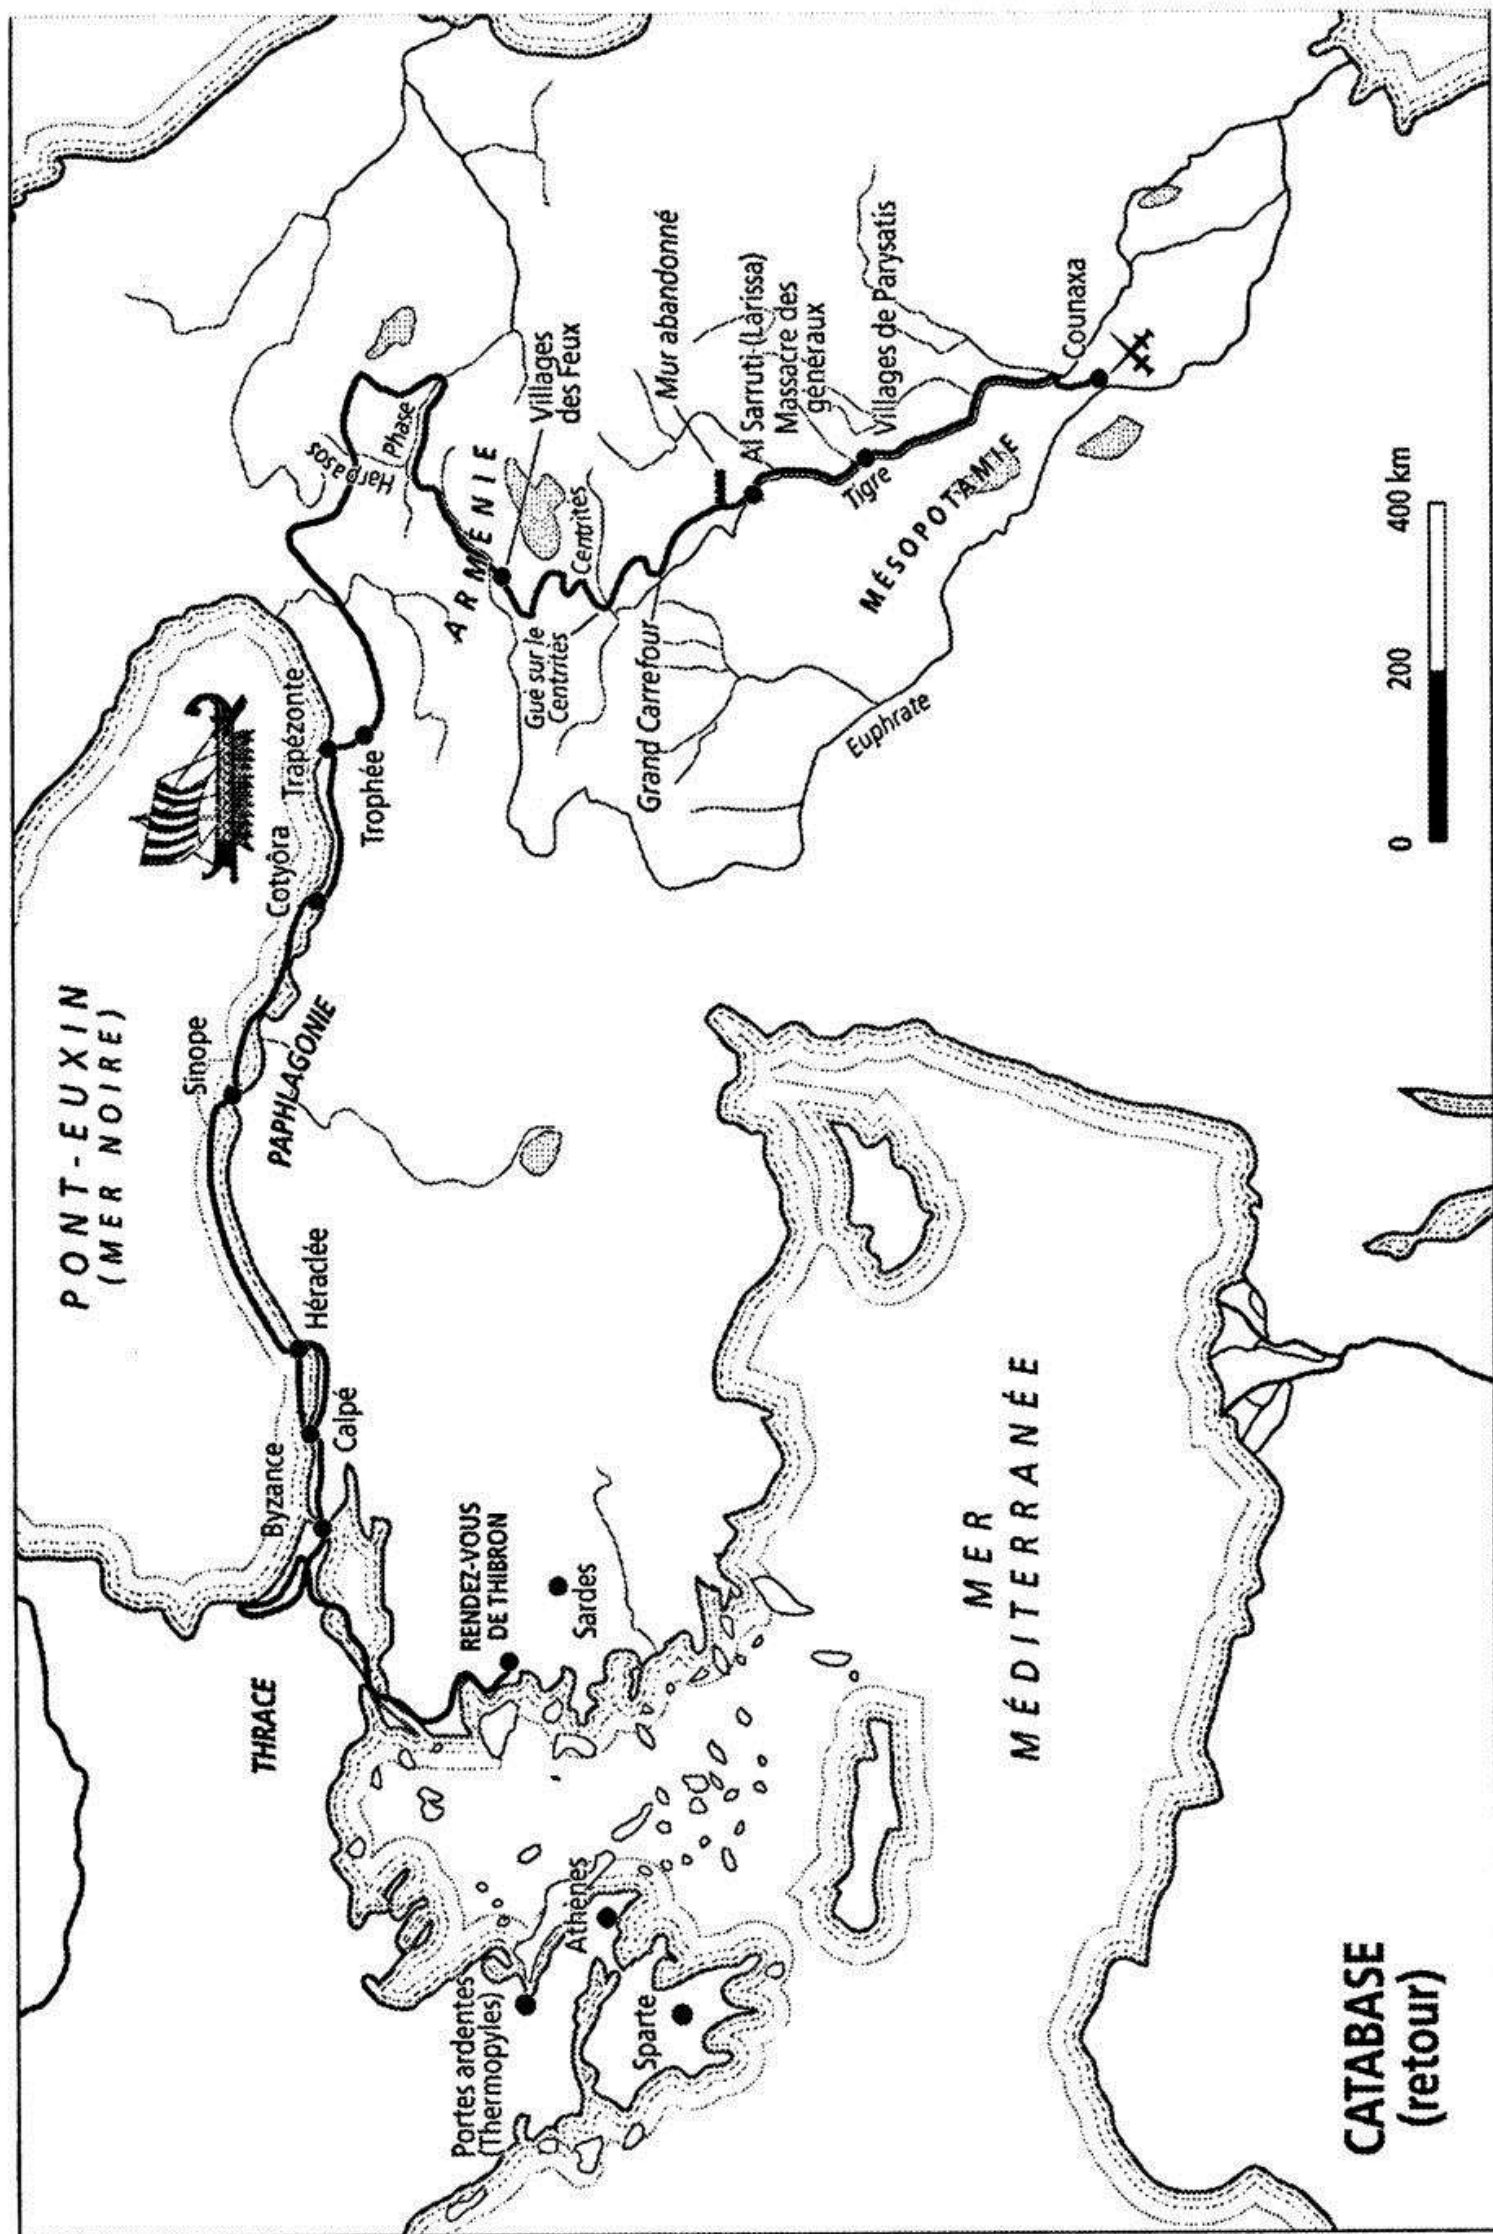 PONT-EUXIN
(MER NOIRE)
THRACE
Byzance
Calpé
Héraclée
Sinope
PAPHLAGONIE
Cotyôra
Trapézonte
Trophée
Harpasos
Phase
ARMÉNIE
Villages
des Feux
Centrites
Gué sur le
Centrites
Grand Carrefour
Mur abandonné
Al Sarruti-(Larissa)
Massacre des
généraux
Villages de Parysatis
Tigre
MÉSOPOTAMIE
Euphrate
Counaxa
RENDEZ-VOUS
DE THIBRON
Sardes
Portes ardentes
(Thermopyles)
Athènes
Sparte
MER
MÉDITERRANÉE
CATABASE
(retour)
0 200 400 km